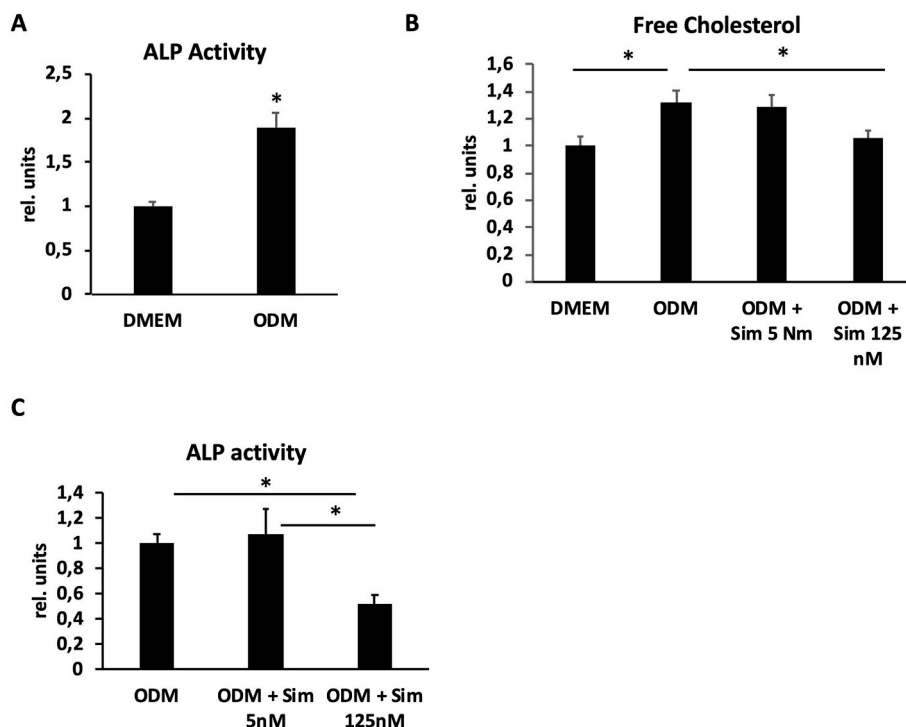 A
ALP Activity
2,5
2
1,5
1
0,5
0
rel. units
*
DMEM
ODM
B
Free Cholesterol
1,6
1,4
1,2
1
0,8
0,6
0,4
0,2
0
rel. units
*
*
DMEM
ODM
ODM +
Sim 5 Nm
ODM +
Sim 125
nM
C
ALP activity
1,4
1,2
1
0,8
0,6
0,4
0,2
0
rel. units
*
*
ODM
ODM + Sim
5nM
ODM + Sim
125nM